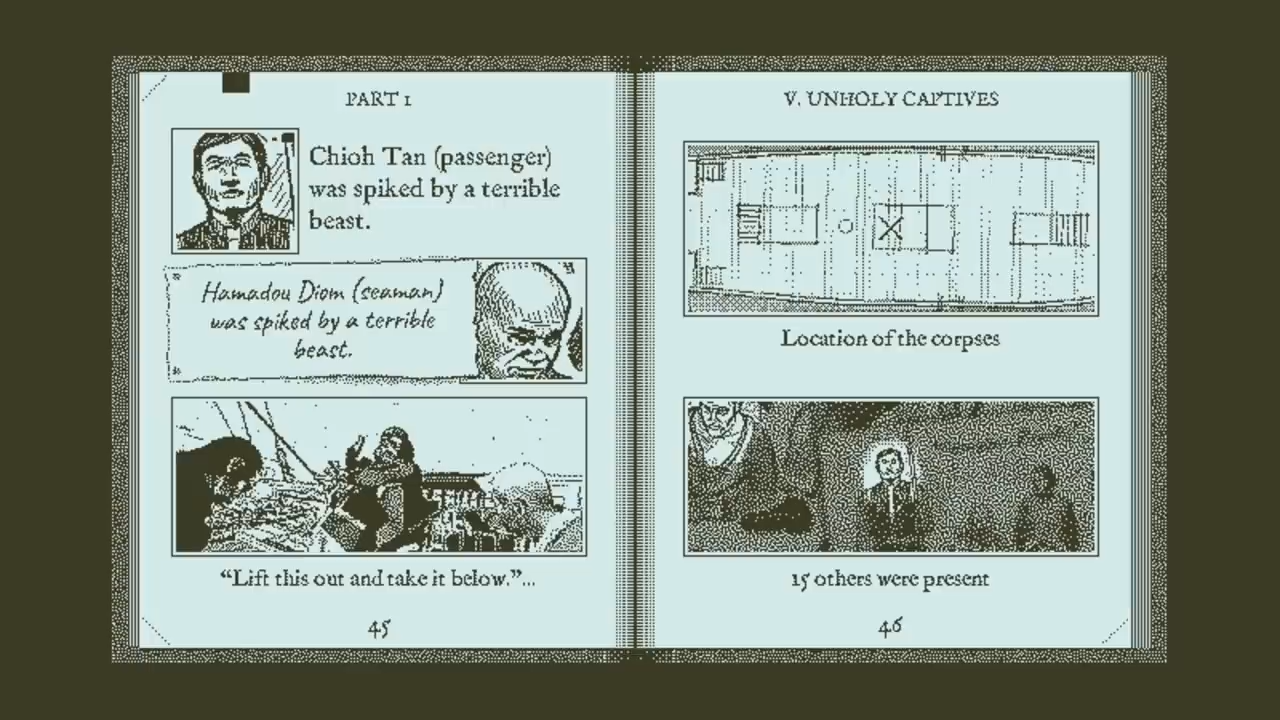 PART 1
Chioh Tan (passenger)
was spiked by a terrible
beast.
Hamadou Diom (seaman)
was spiked by a terrible
beast.
“Lift this out and take it below.”...
45
V. UNHOLY CAPTIVES
Location of the corpses
15 others were present
46